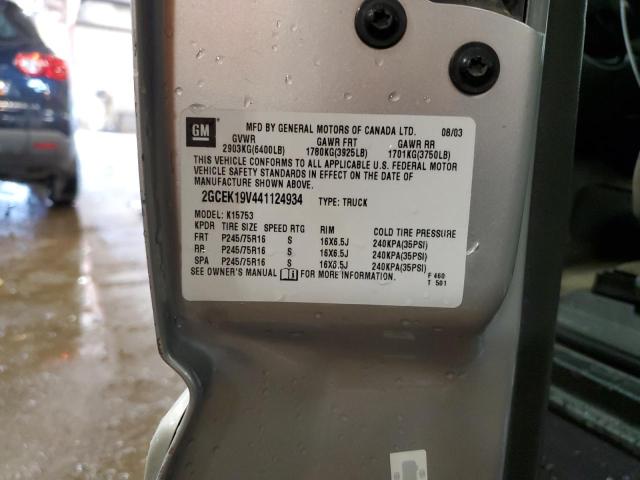 GM
MFD BY GENERAL MOTORS OF CANADA LTD. 08/03
GVWR GAWR FRT GAWR RR
2903KG(6400LB) 1780KG(3925LB) 1701KG(3750LB)
THIS VEHICLE CONFORMS TO ALL APPLICABLE U.S. FEDERAL MOTOR
VEHICLE SAFETY STANDARDS IN EFFECT ON THE DATE OF
MANUFACTURE SHOWN ABOVE.
2GCEK19V441124934 TYPE: TRUCK
MODEL: K15753
KPDR TIRE SIZE SPEED RTG RIM COLD TIRE PRESSURE
FRT P245/75R16 S 16X6.5J 240KPA(35PSI)
RR P245/75R16 S 16X6.5J 240KPA(35PSI)
SPA P245/75R16 S 16X6.5J 240KPA(35PSI)
SEE OWNER'S MANUAL FOR MORE INFORMATION.
F 460
T 501